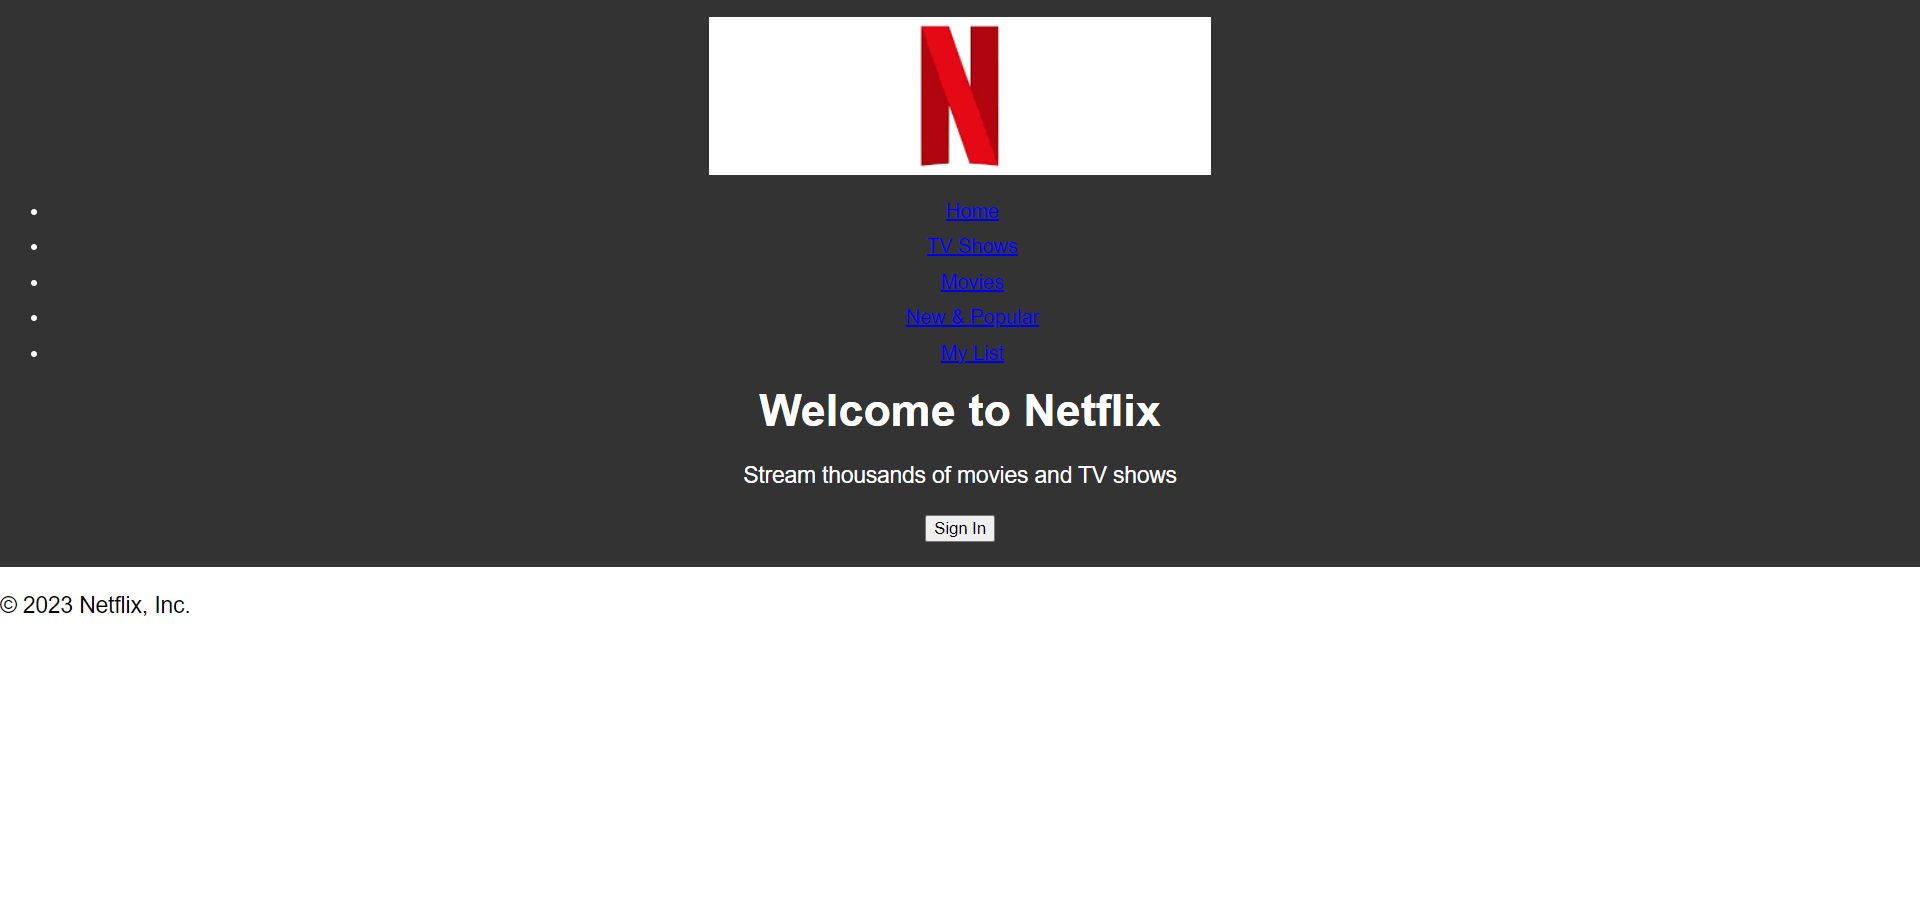 N
Home
TV Shows
Movies
New & Popular
My List
Welcome to Netflix
Stream thousands of movies and TV shows
Sign In
© 2023 Netflix, Inc.